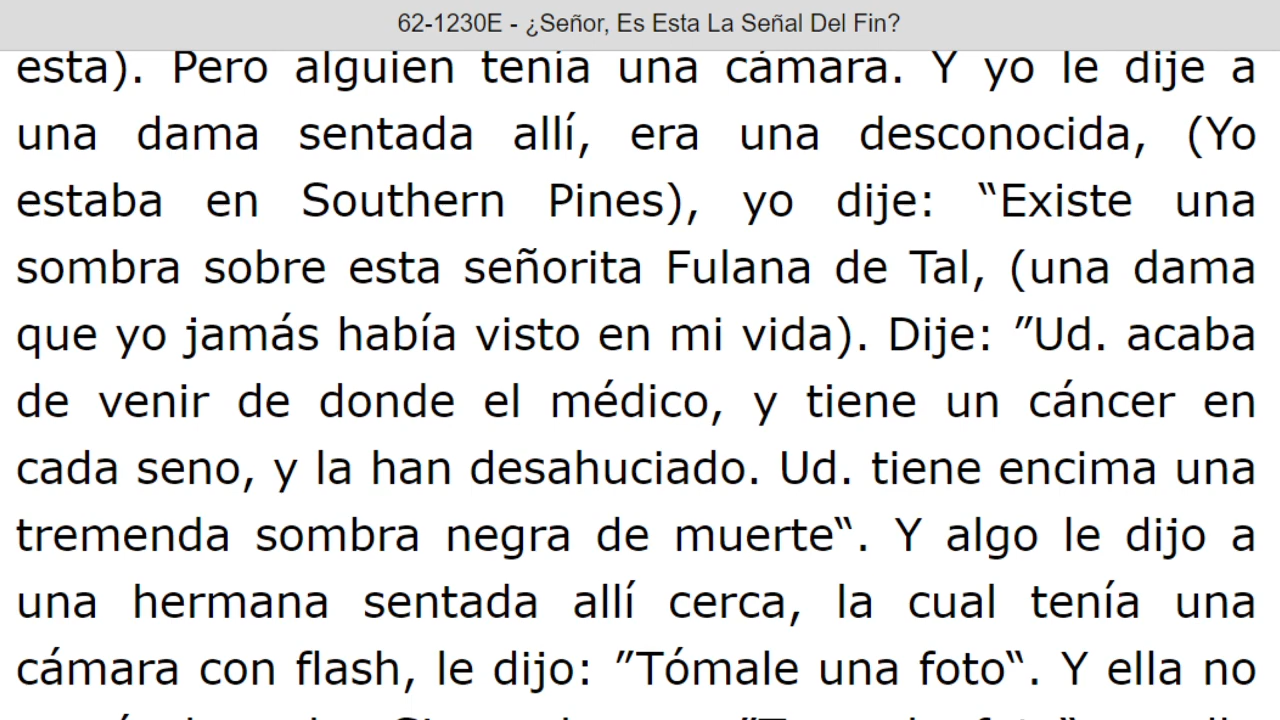 62-1230E - ¿Señor, Es Esta La Señal Del Fin?
esta). Pero alguien tenía una cámara. Y yo le dije a
una dama sentada allí, era una desconocida, (Yo
estaba en Southern Pines), yo dije: “Existe una
sombra sobre esta señorita Fulana de Tal, (una dama
que yo jamás había visto en mi vida). Dije: ”Ud. acaba
de venir de donde el médico, y tiene un cáncer en
cada seno, y la han desahuciado. Ud. tiene encima una
tremenda sombra negra de muerte“. Y algo le dijo a
una hermana sentada allí cerca, la cual tenía una
cámara con flash, le dijo: ”Tómale una foto“. Y ella no